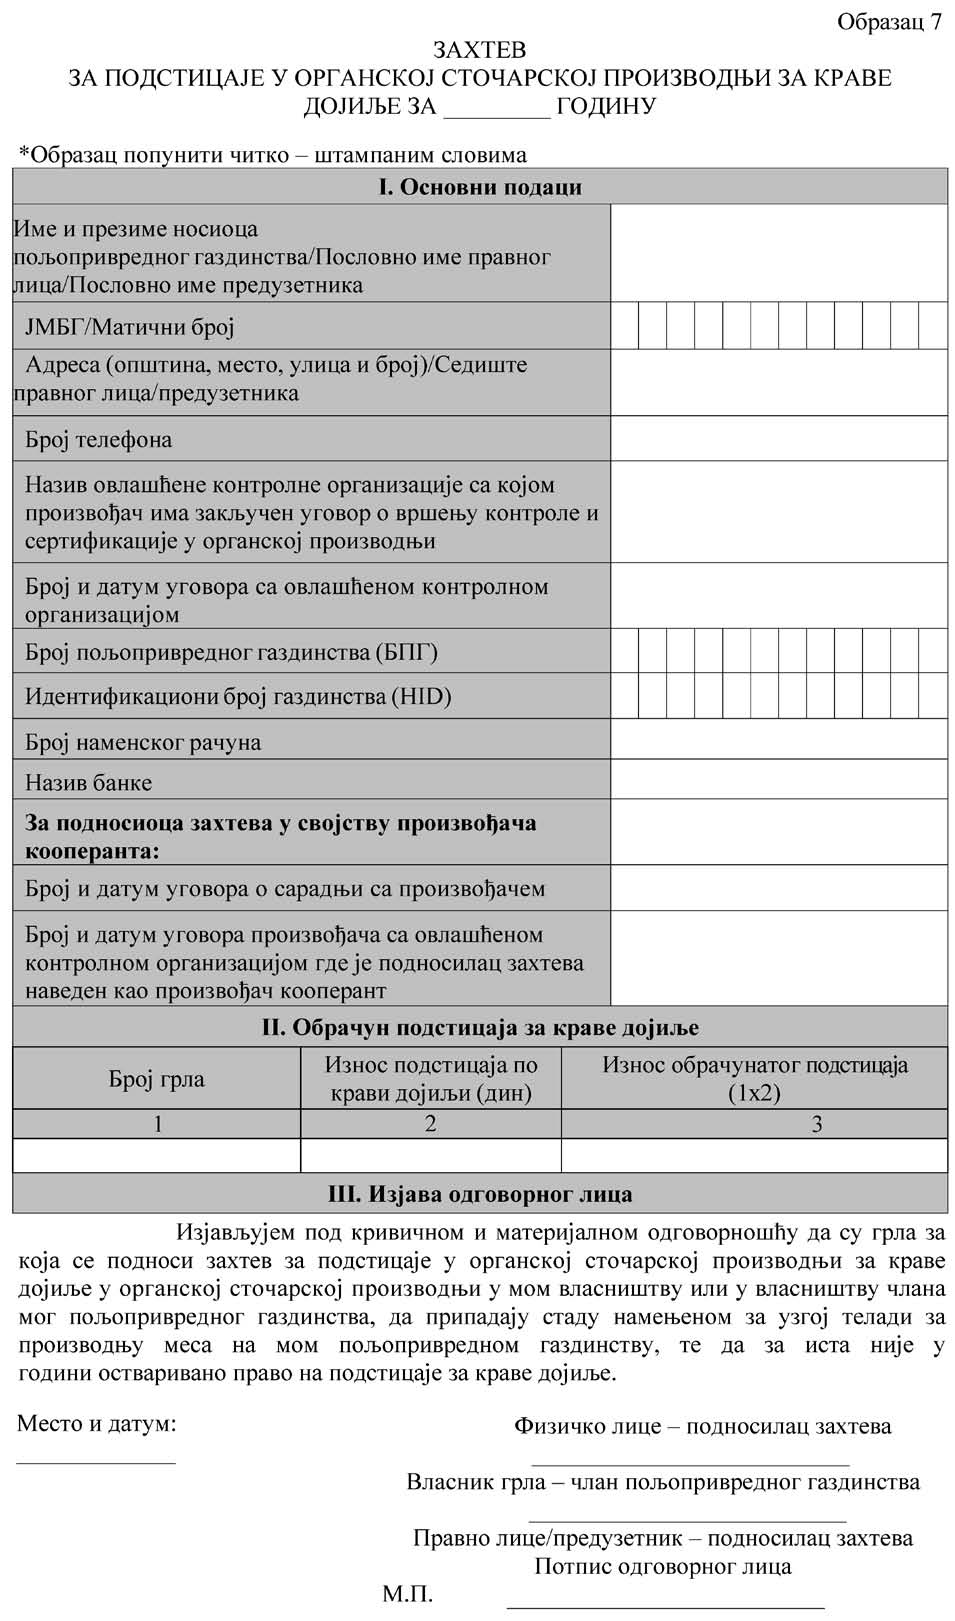 Образац 7
ЗАХТЕВ
ЗА ПОДСТИЦАЈЕ У ОРГАНСКОЈ СТОЧАРСКОЈ ПРОИЗВОДЊИ ЗА КРАВЕ
ДОЈИЉЕ ЗА _________ ГОДИНУ
*Образац попунити читко – штампаним словима
I. Основни подаци
Име и презиме носиоца
пољопривредног газдинства/Пословно име правног
лица/Пословно име предузетника
ЈМБГ/Матични број
Адреса (општина, место, улица и број)/Седиште
правног лица/предузетника
Број телефона
Назив овлашћене контролне организације са којом
произвођач има закључен уговор о вршењу контроле и
сертификације у органској производњи
Број и датум уговора са овлашћеном контролном
организацијом
Број пољопривредног газдинства (БПГ)
Идентификациони број газдинства (HID)
Број наменског рачуна
Назив банке
За подносиоца захтева у својству произвођача
кооперанта:
Број и датум уговора о сарадњи са произвођачем
Број и датум уговора произвођача са овлашћеном
контролном организацијом где је подносилац захтева
наведен као произвођач кооперант
II. Обрачун подстицаја за краве дојиље
Број грла
Износ подстицаја по
крави дојиљи (дин)
Износ обрачунатог подстицаја
(1х2)
1 2 3
III. Изјава одговорног лица
Изјављујем под кривичном и материјалном одговорношћу да су грла за
која се подноси захтев за подстицаје у органској сточарској производњи за краве
дојиље у органској сточарској производњи у мом власништву или у власништву члана
мог пољопривредног газдинства, да припадају стаду намењеном за узгој телади за
производњу меса на мом пољопривредном газдинству, те да за иста није у
години остваривано право на подстицаје за краве дојиље.
Место и датум:
Физичко лице – подносилац захтева
Власник грла – члан пољопривредног газдинства
Правно лице/предузетник – подносилац захтева
Потпис одговорног лица
М.П.